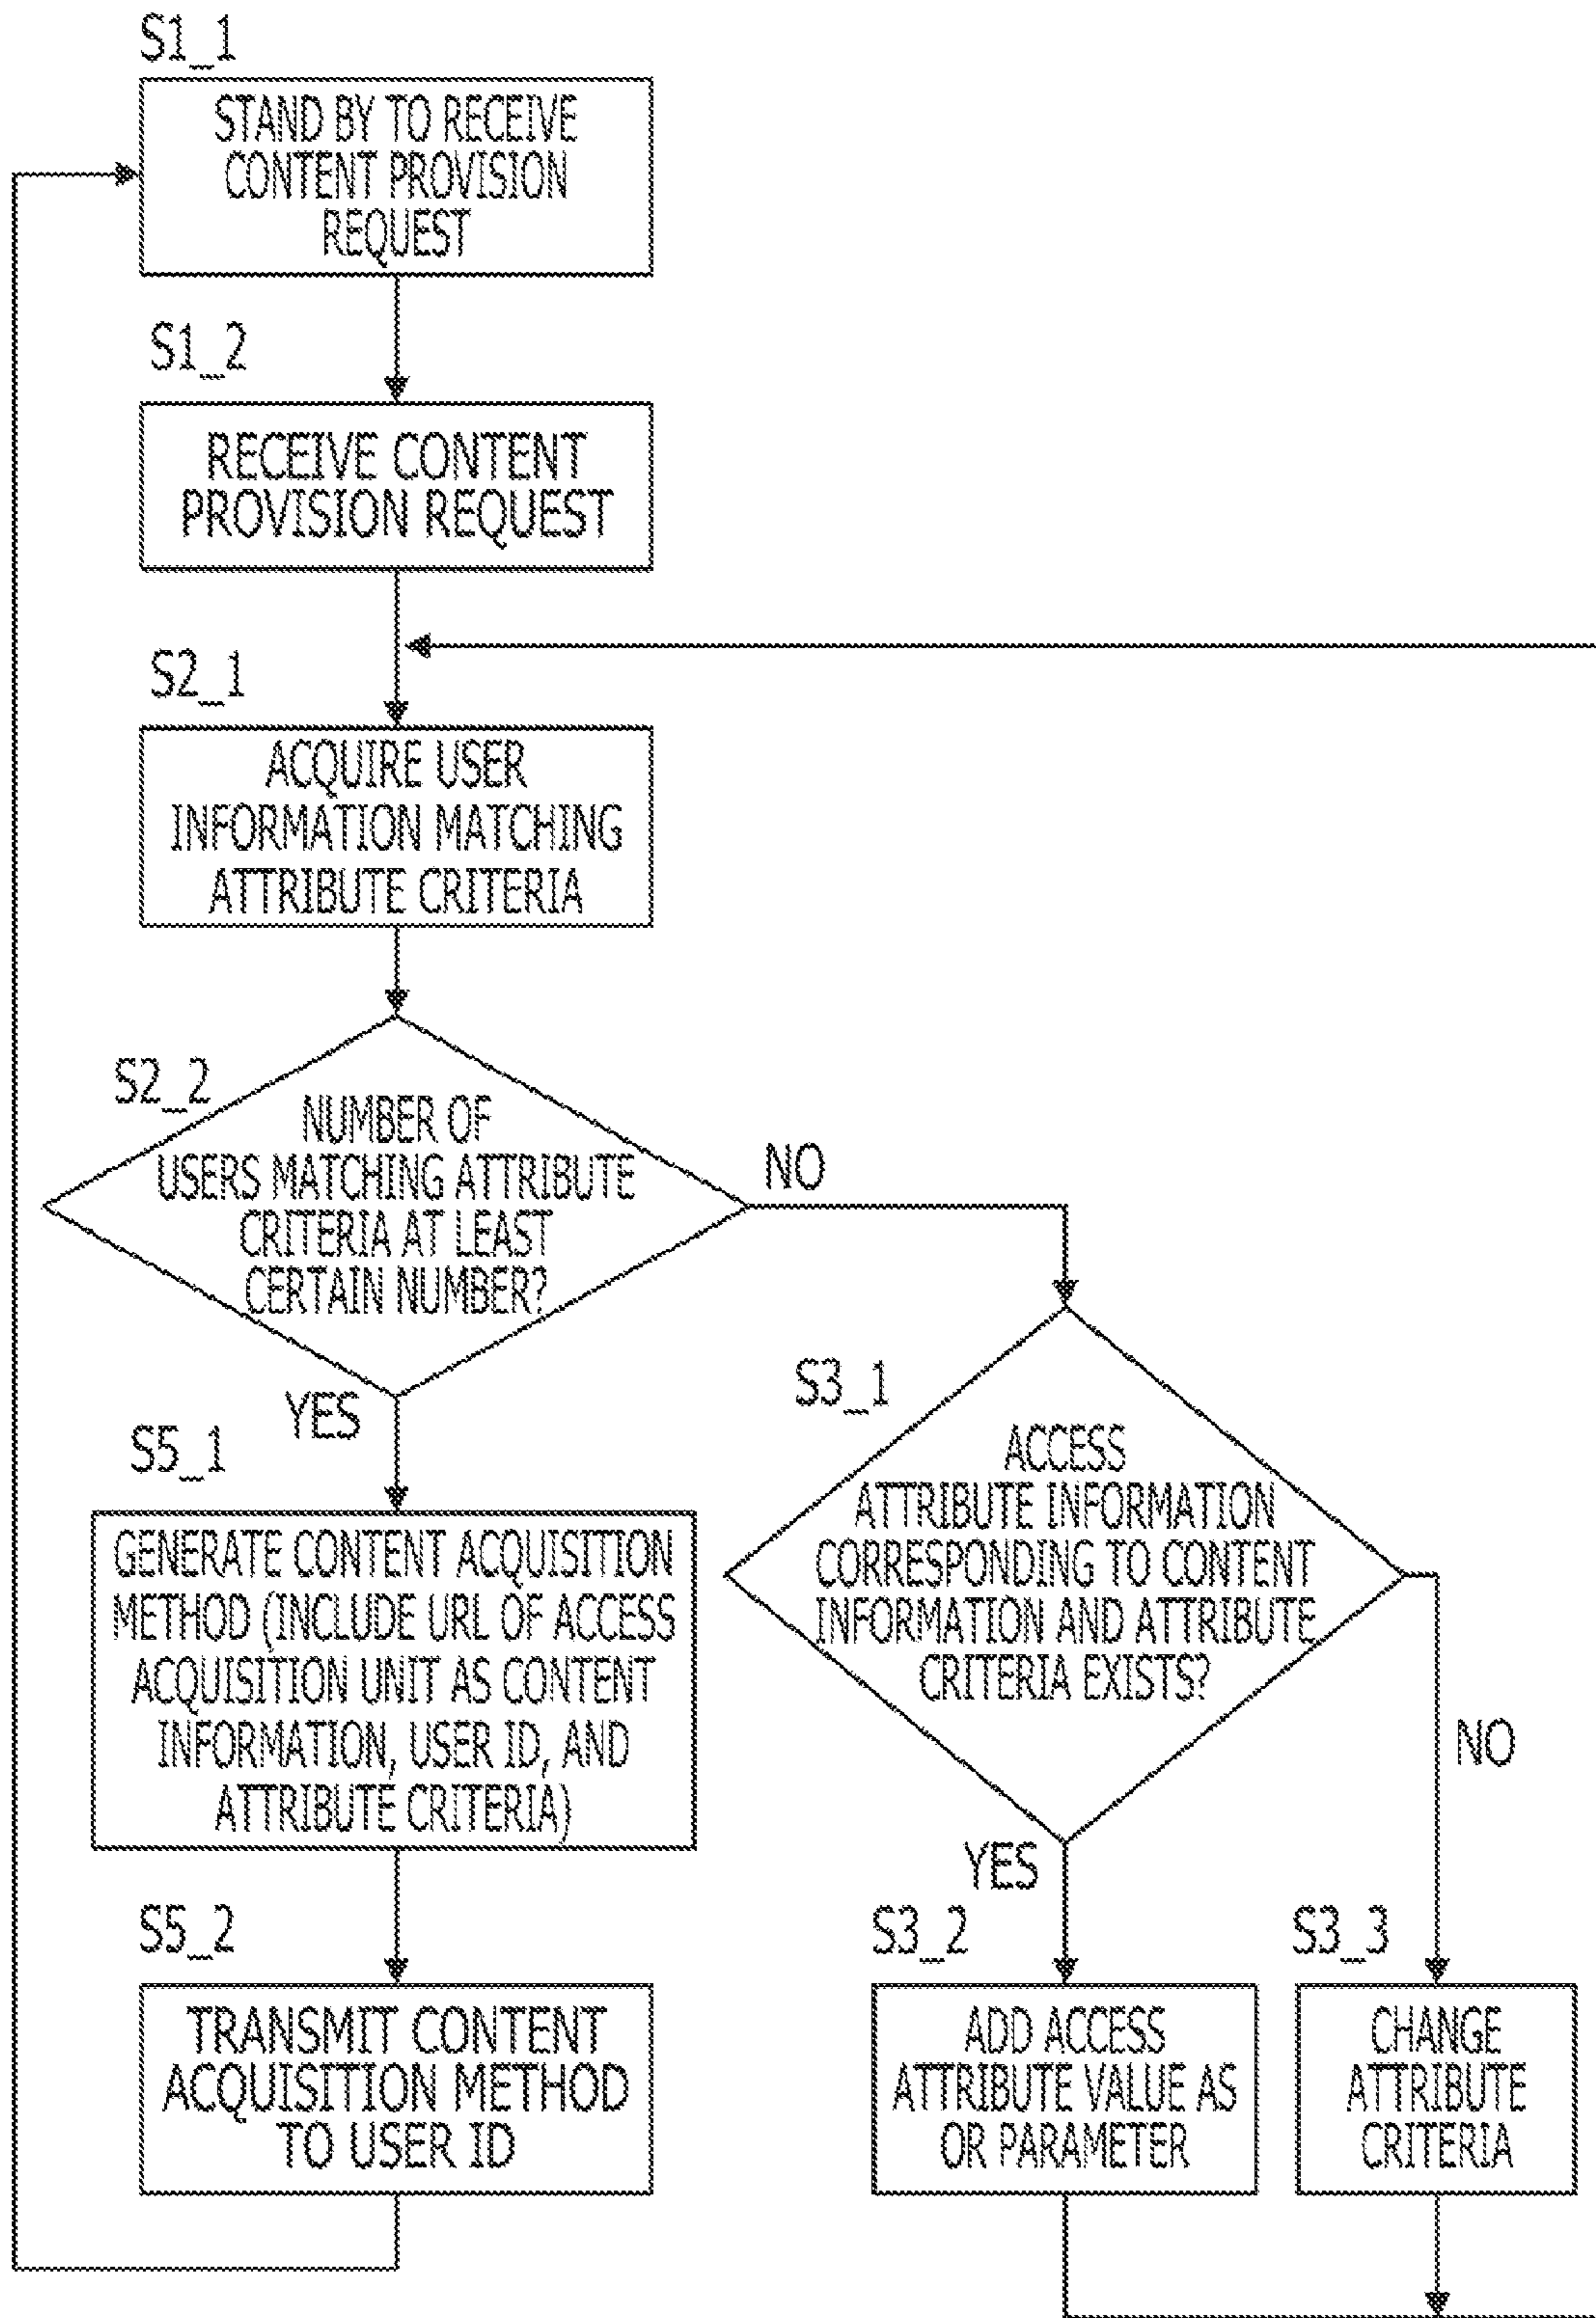 S1_1
STAND BY TO RECEIVE
CONTENT PROVISION
REQUEST
S1_2
RECEIVE CONTENT
PROVISION REQUEST
S2_1
ACQUIRE USER
INFORMATION MATCHING
ATTRIBUTE CRITERIA
S2_2
NUMBER OF
USERS MATCHING ATTRIBUTE
CRITERIA AT LEAST
CERTAIN NUMBER?
NO
YES
S5_1
GENERATE CONTENT ACQUISITION
METHOD (INCLUDE URL OF ACCESS
ACQUISITION UNIT AS CONTENT
INFORMATION, USER ID, AND
ATTRIBUTE CRITERIA)
S5_2
TRANSMIT CONTENT
ACQUISITION METHOD
TO USER ID
S3_1
ACCESS
ATTRIBUTE INFORMATION
CORRESPONDING TO CONTENT
INFORMATION AND ATTRIBUTE
CRITERIA EXISTS?
NO
YES
S3_2
ADD ACCESS
ATTRIBUTE VALUE AS
OR PARAMETER
S3_3
CHANGE
ATTRIBUTE
CRITERIA